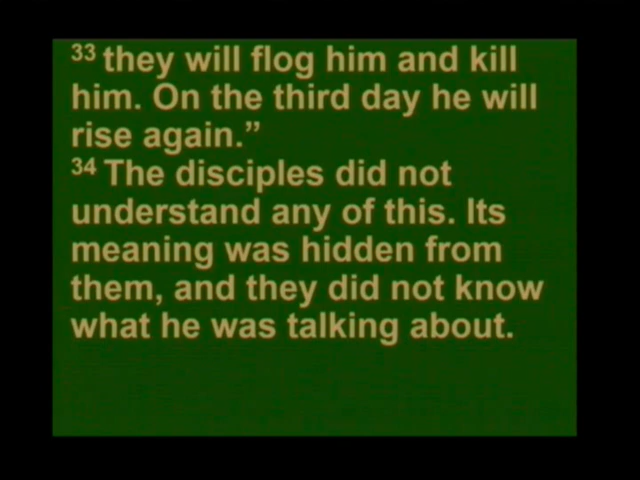 33 they will flog him and kill
him. On the third day he will
rise again.”
34 The disciples did not
understand any of this. Its
meaning was hidden from
them, and they did not know
what he was talking about.